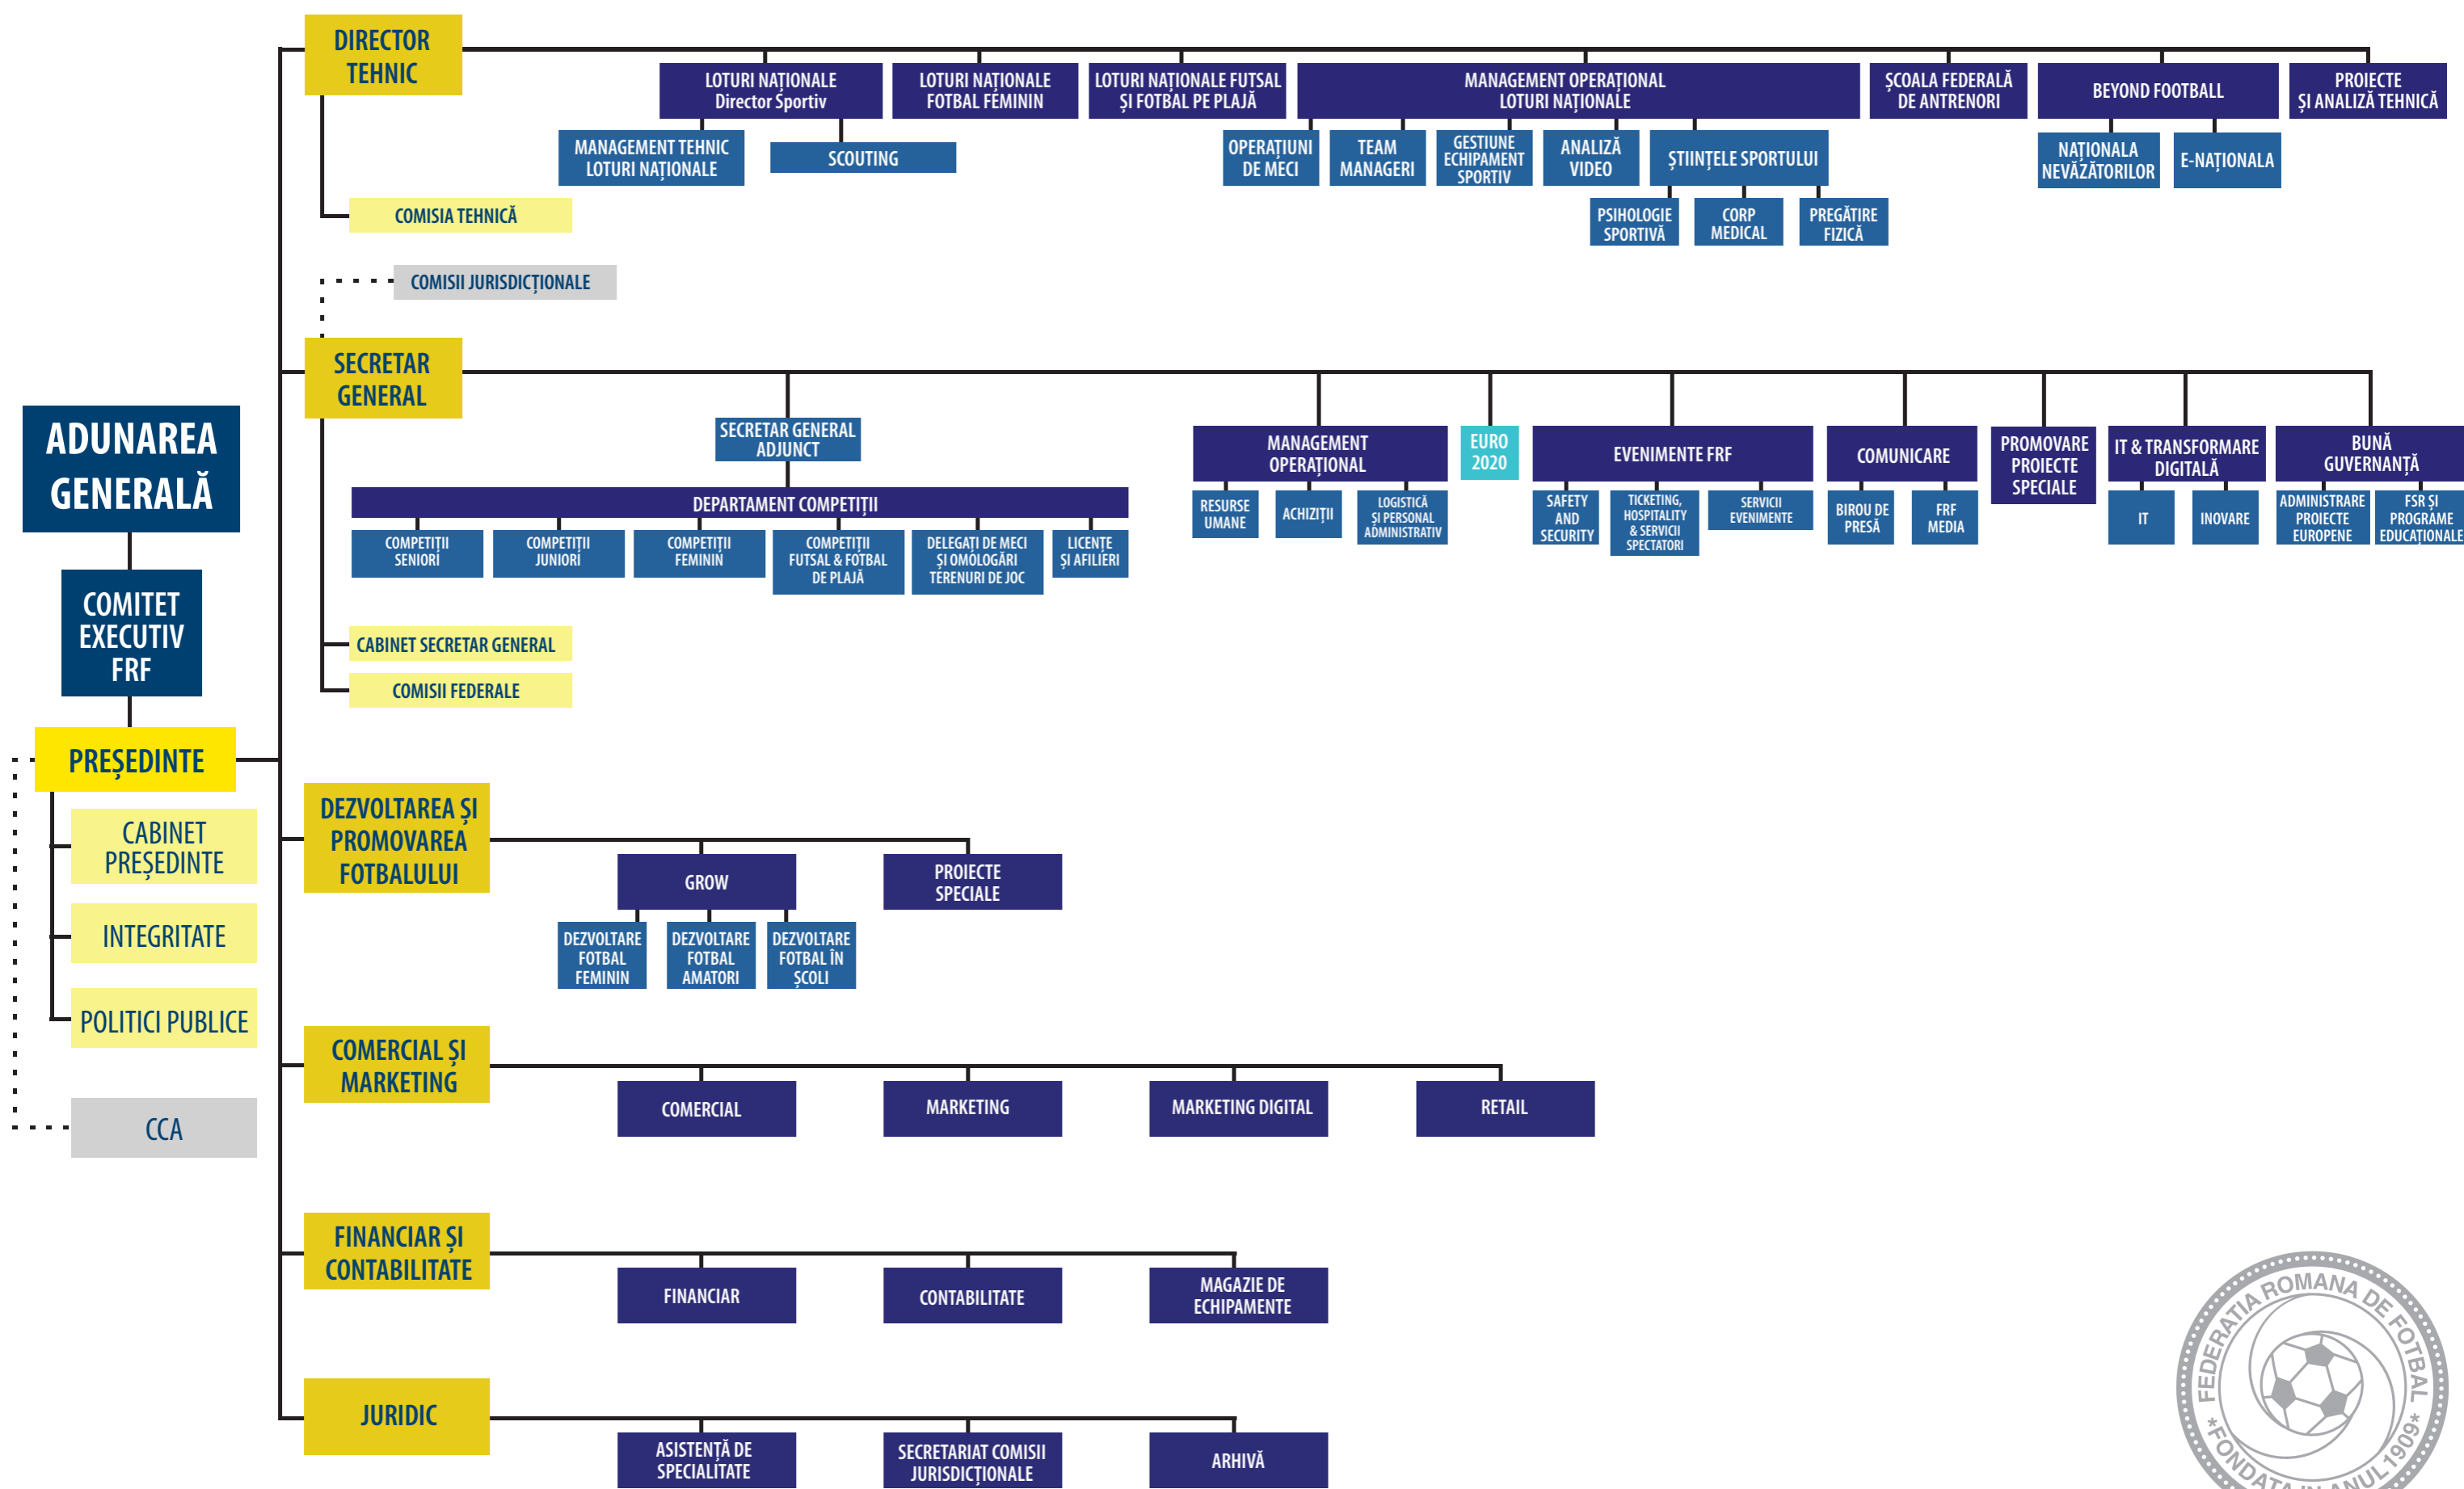 DIRECTOR
TEHNIC
LOTURI NAȚIONALE
Director Sportiv
LOTURI NAȚIONALE
FOTBAL FEMININ
LOTURI NAȚIONALE FUTSAL
ȘI FOTBAL PE PLAJĂ
MANAGEMENT OPERAȚIONAL
LOTURI NAȚIONALE
ȘCOALA FEDERALĂ
DE ANTRENORI
BEYOND FOOTBALL
PROIECTE
ȘI ANALIZĂ TEHNICĂ
MANAGEMENT TEHNIC
LOTURI NAȚIONALE
SCOUTING
OPERAȚIUNI
DE MECI
TEAM
MANAGERI
GESTIUNE
ECHIPAMENT
SPORTIV
ANALIZĂ
VIDEO
ȘTIINȚELE SPORTULUI
NAȚIONALA
NEVĂZĂTORILOR
E-NAȚIONALA
PSIHOLOGIE
SPORTIVĂ
CORP
MEDICAL
PREGĂTIRE
FIZICĂ
COMISIA TEHNICĂ
COMISII JURISDICȚIONALE
SECRETAR
GENERAL
SECRETAR GENERAL
ADJUNCT
DEPARTAMENT COMPETIȚII
COMPETIȚII
SENIORI
COMPETIȚII
JUNIORI
COMPETIȚII
FEMININ
COMPETIȚII
FUTSAL & FOTBAL
DE PLAJĂ
DELEGAȚI DE MECI
ȘI OMOLOGĂRI
TERENURI DE JOC
LICENȚE
ȘI AFILIERI
MANAGEMENT
OPERAȚIONAL
RESURSE
UMANE
ACHIZIȚII
LOGISTICĂ
ȘI PERSONAL
ADMINISTRATIV
EURO
2020
EVENIMENTE FRF
SAFETY
AND
SECURITY
TICKETING,
HOSPITALITY
& SERVICII
SPECTATORI
SERVICII
EVENIMENTE
COMUNICARE
BIROU DE
PRESĂ
FRF
MEDIA
PROMOVARE
PROIECTE
SPECIALE
IT & TRANSFORMARE
DIGITALĂ
IT
INOVARE
BUNĂ
GUVERNANȚĂ
ADMINISTRARE
PROIECTE
EUROPENE
FSR ȘI
PROGRAME
EDUCAȚIONALE
CABINET SECRETAR GENERAL
COMISII FEDERALE
ADUNAREA
GENERALĂ
COMITET
EXECUTIV
FRF
PREȘEDINTE
CABINET
PREȘEDINTE
INTEGRITATE
POLITICI PUBLICE
CCA
DEZVOLTAREA ȘI
PROMOVAREA
FOTBALULUI
GROW
PROIECTE
SPECIALE
DEZVOLTARE
FOTBAL
FEMININ
DEZVOLTARE
FOTBAL
AMATORI
DEZVOLTARE
FOTBAL ÎN
ȘCOLI
COMERCIAL ȘI
MARKETING
COMERCIAL
MARKETING
MARKETING DIGITAL
RETAIL
FINANCIAR ȘI
CONTABILITATE
FINANCIAR
CONTABILITATE
MAGAZIE DE
ECHIPAMENTE
JURIDIC
ASISTENȚĂ DE
SPECIALITATE
SECRETARIAT COMISII
JURISDICȚIONALE
ARHIVĂ
FEDERATIA ROMANA DE FOTBAL
*FONDATA IN ANUL 1909*